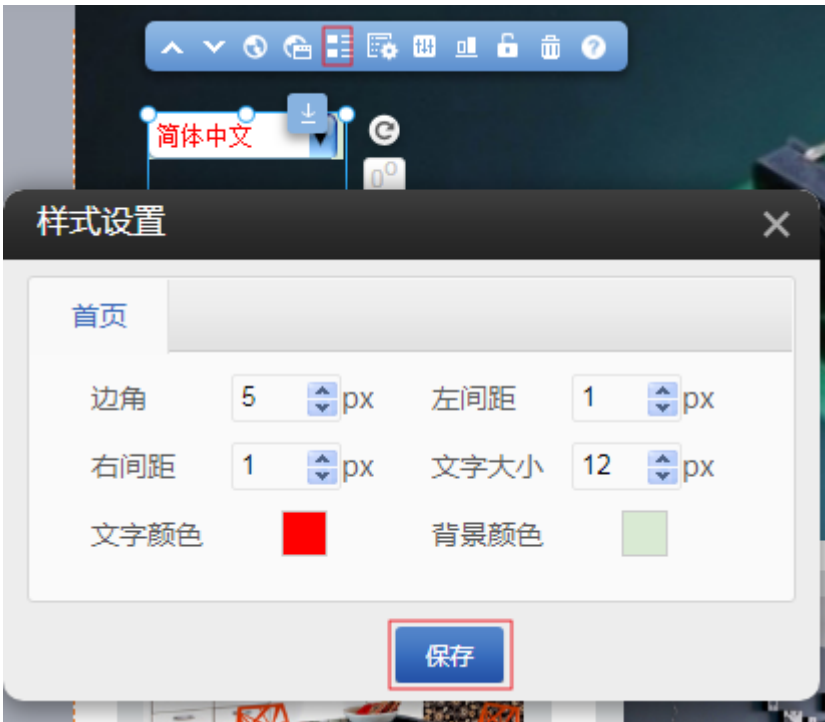 简体中文
0°
样式设置
首页
边角 5 px 左间距 1 px
右间距 1 px 文字大小 12 px
文字颜色 背景颜色
保存